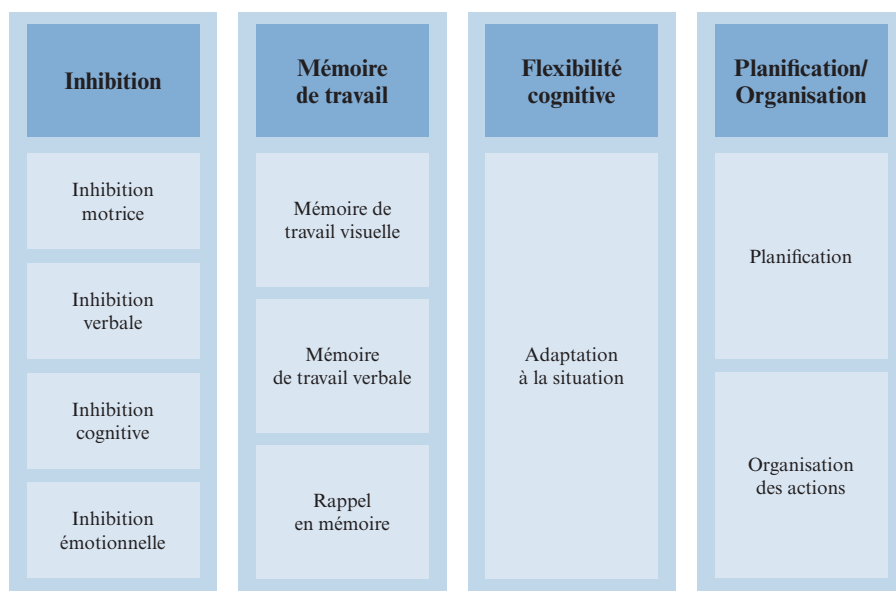 Inhibition
Inhibition
motrice
Inhibition
verbale
Inhibition
cognitive
Inhibition
émotionnelle
Mémoire
de travail
Mémoire de
travail visuelle
Mémoire
de travail verbale
Rappel
en mémoire
Flexibilité
cognitive
Adaptation
à la situation
Planification/
Organisation
Planification
Organisation
des actions